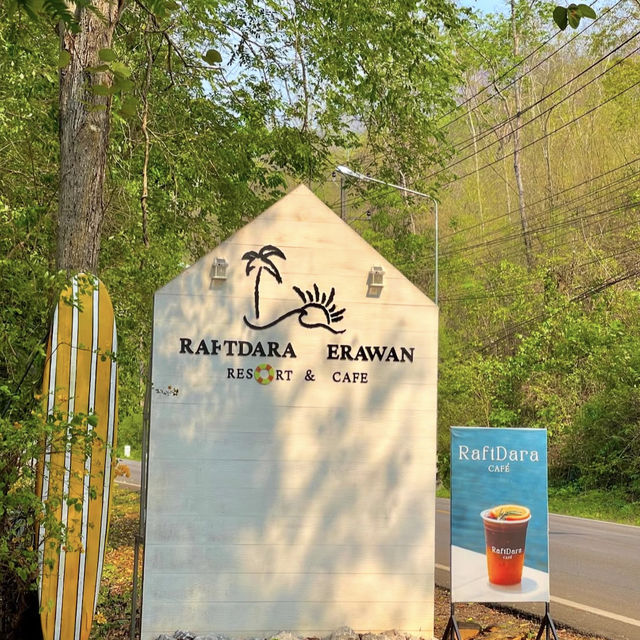 RAFTDARA ERAWAN
RESORT & CAFE
RaftDara
CAFÉ
RaftDara
café